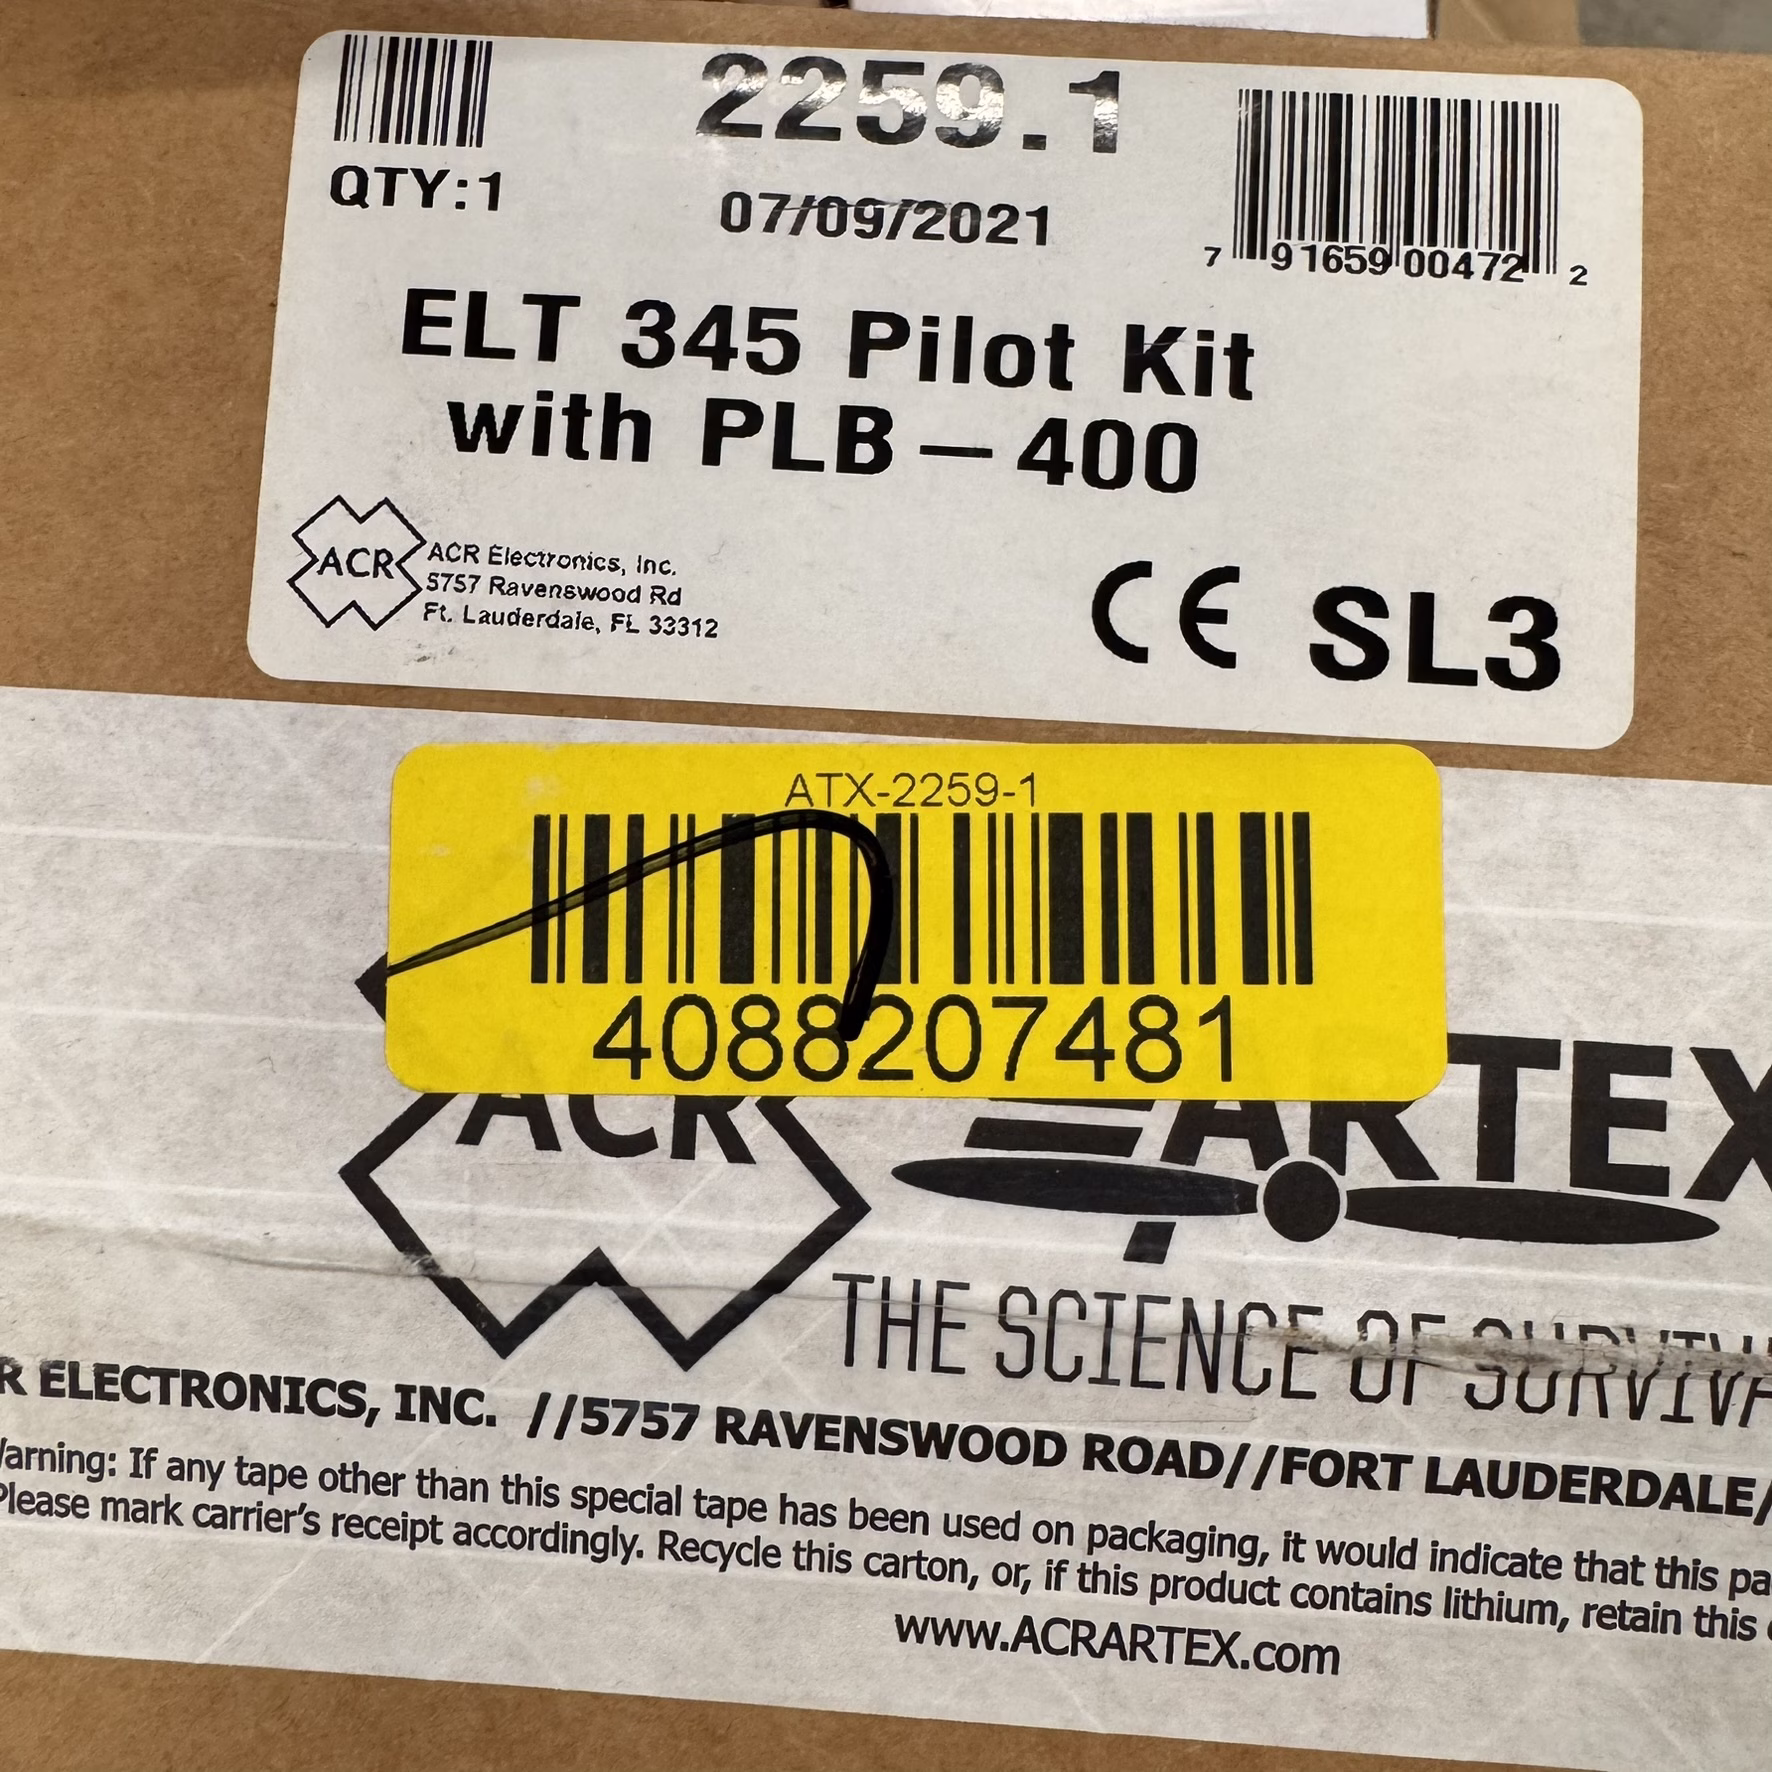 2259.1
QTY:1
07/09/2021
7 91659 00472 2
ELT 345 Pilot Kit
with PLB-400
ACR
ACR Electronics, Inc.
5757 Ravenswood Rd
Ft. Lauderdale, FL 33312
CE SL3
ATX-2259-1
4088207481
ACR
ARTEX
THE SCIENCE OF SURVIVA
R ELECTRONICS, INC. //5757 RAVENSWOOD ROAD//FORT LAUDERDALE/
arning: If any tape other than this special tape has been used on packaging, it would indicate that this pa
Please mark carrier's receipt accordingly. Recycle this carton, or, if this product contains lithium, retain this
www.ACRARTEX.com